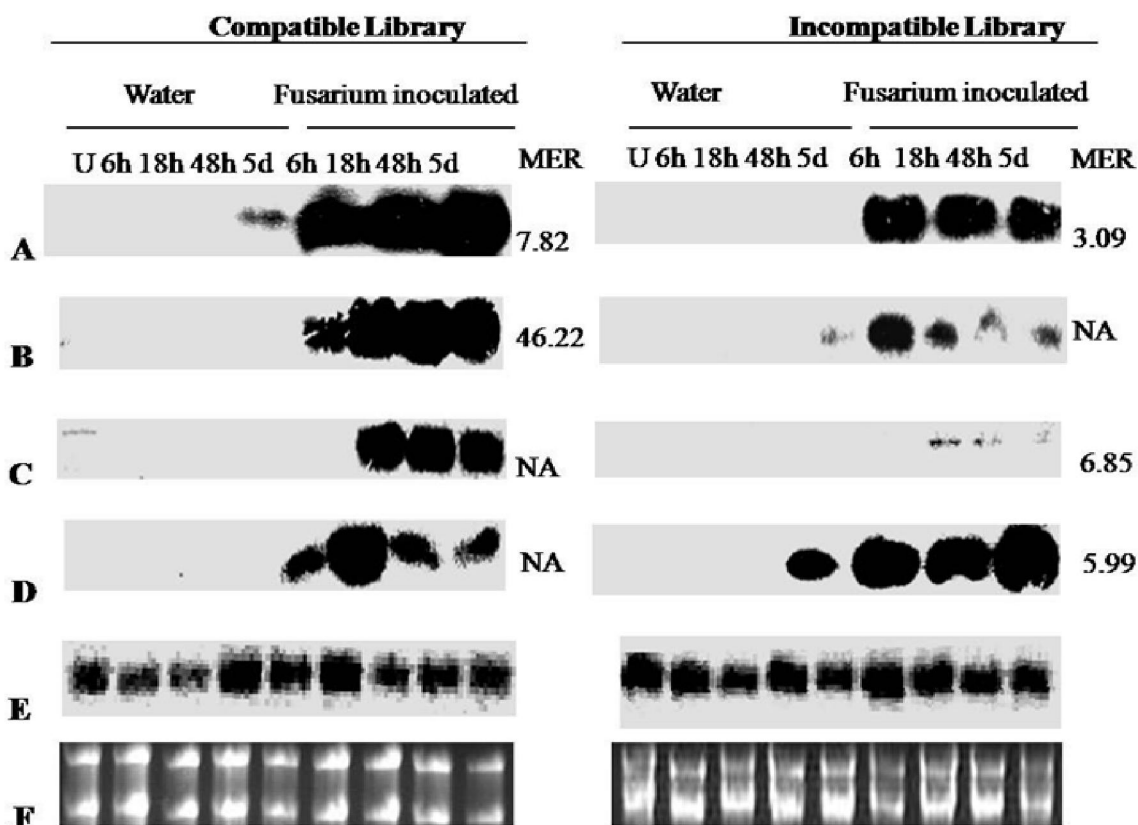 Compatible Library Incompatible Library
Water Fusarium inoculated Water Fusarium inoculated
U 6h 18h 48h 5d 6h 18h 48h 5d MER U 6h 18h 48h 5d 6h 18h 48h 5d MER
A 7.82 3.09
B 46.22 NA
C NA 6.85
D NA 5.99
E
F